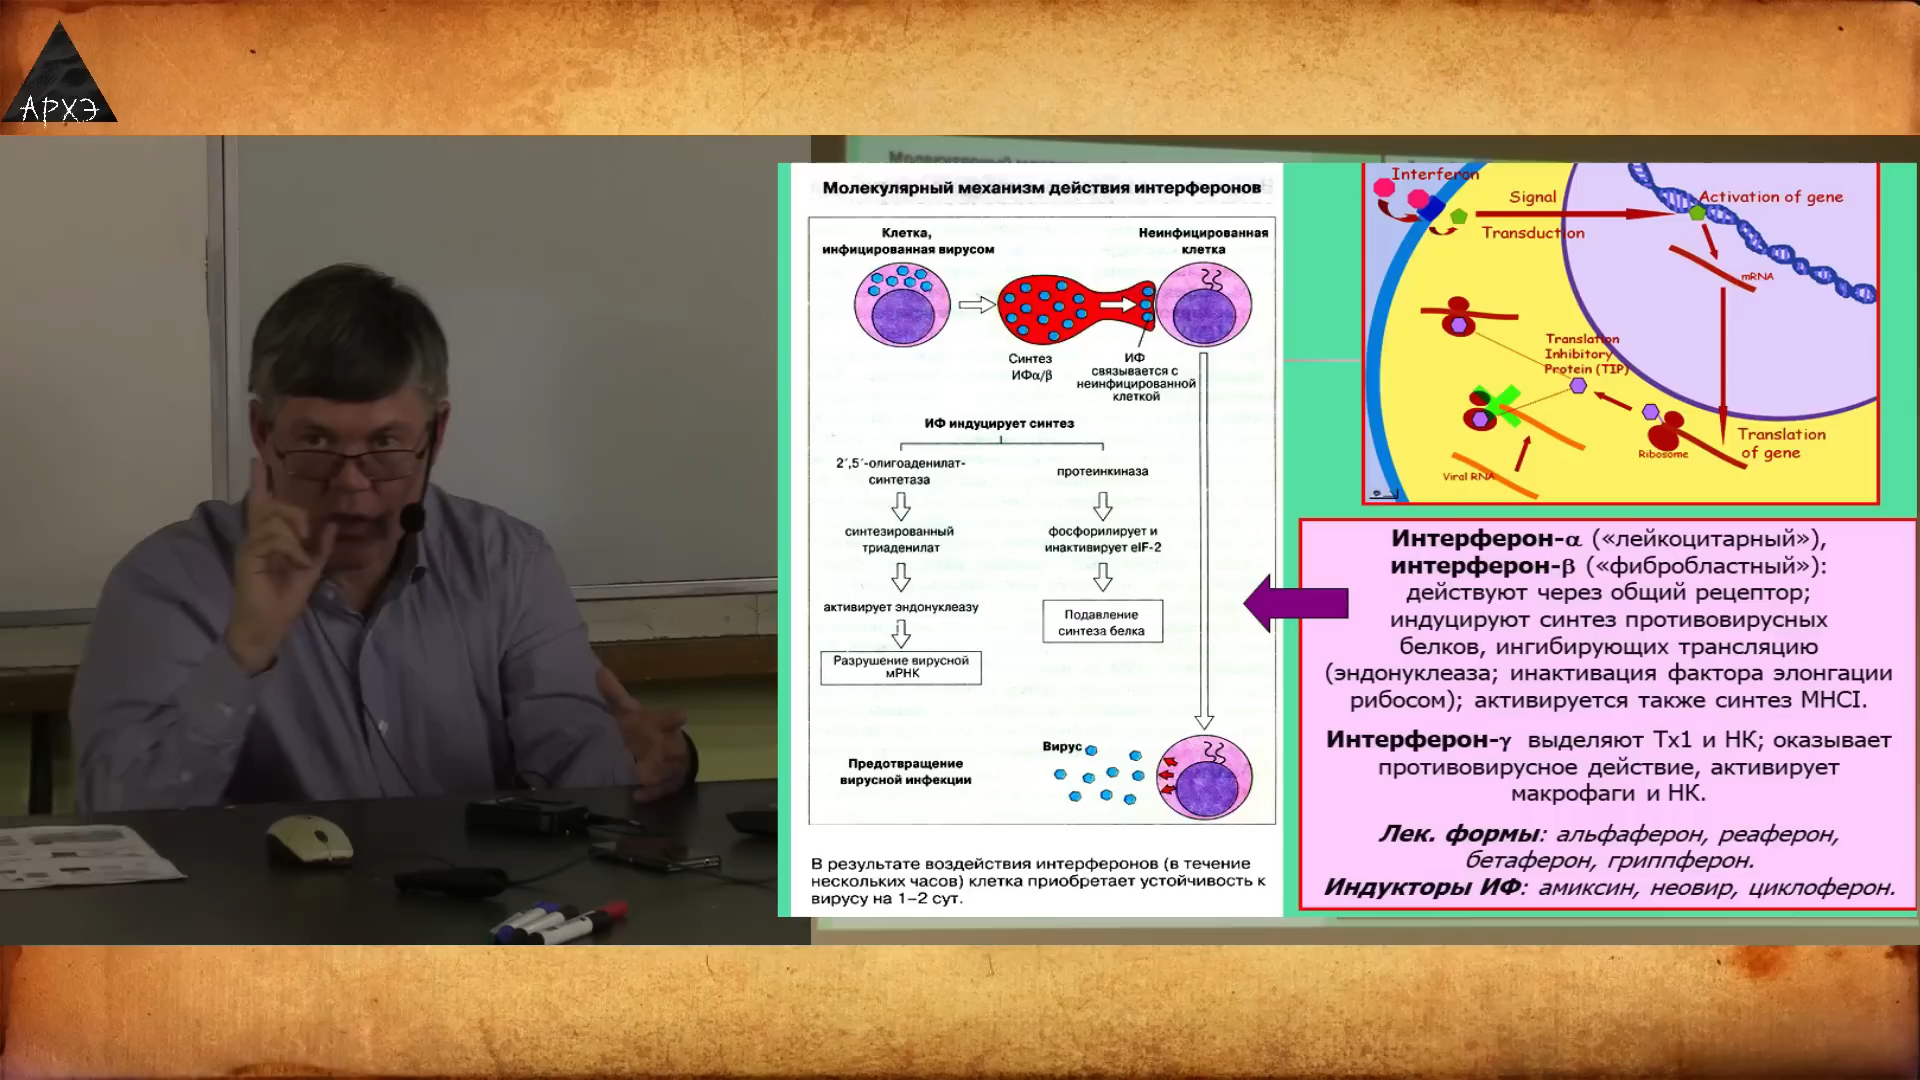 АРХЭ
Молекулярный механизм действия интерферонов
Клетка,
инфицированная вирусом
Неинфицированная
клетка
Синтез
ИФα/β
ИФ
связывается с
неинфицированной
клеткой
ИФ индуцирует синтез
2´,5´-олигоаденилат-
синтетаза
протеинкиназа
синтезированный
триаденилат
фосфорилирует и
инактивирует eIF-2
активирует эндонуклеазу
Подавление
синтеза белка
Разрушение вирусной
мРНК
Вирус
Предотвращение
вирусной инфекции
В результате воздействия интерферонов (в течение
нескольких часов) клетка приобретает устойчивость к
вирусу на 1–2 сут.
Interferon
Signal
Transduction
Activation of gene
mRNA
Translation
Inhibitory
Protein (TIP)
Viral RNA
Ribosome
Translation
of gene
Интерферон-α («лейкоцитарный»),
интерферон-β («фибробластный»):
действуют через общий рецептор;
индуцируют синтез противовирусных
белков, ингибирующих трансляцию
(эндонуклеаза; инактивация фактора элонгации
рибосом); активируется также синтез MHCI.
Интерферон-γ выделяют Тх1 и НК; оказывает
противовирусное действие, активирует
макрофаги и НК.
Лек. формы: альфаферон, реаферон,
бетаферон, гриппферон.
Индукторы ИФ: амиксин, неовир, циклоферон.